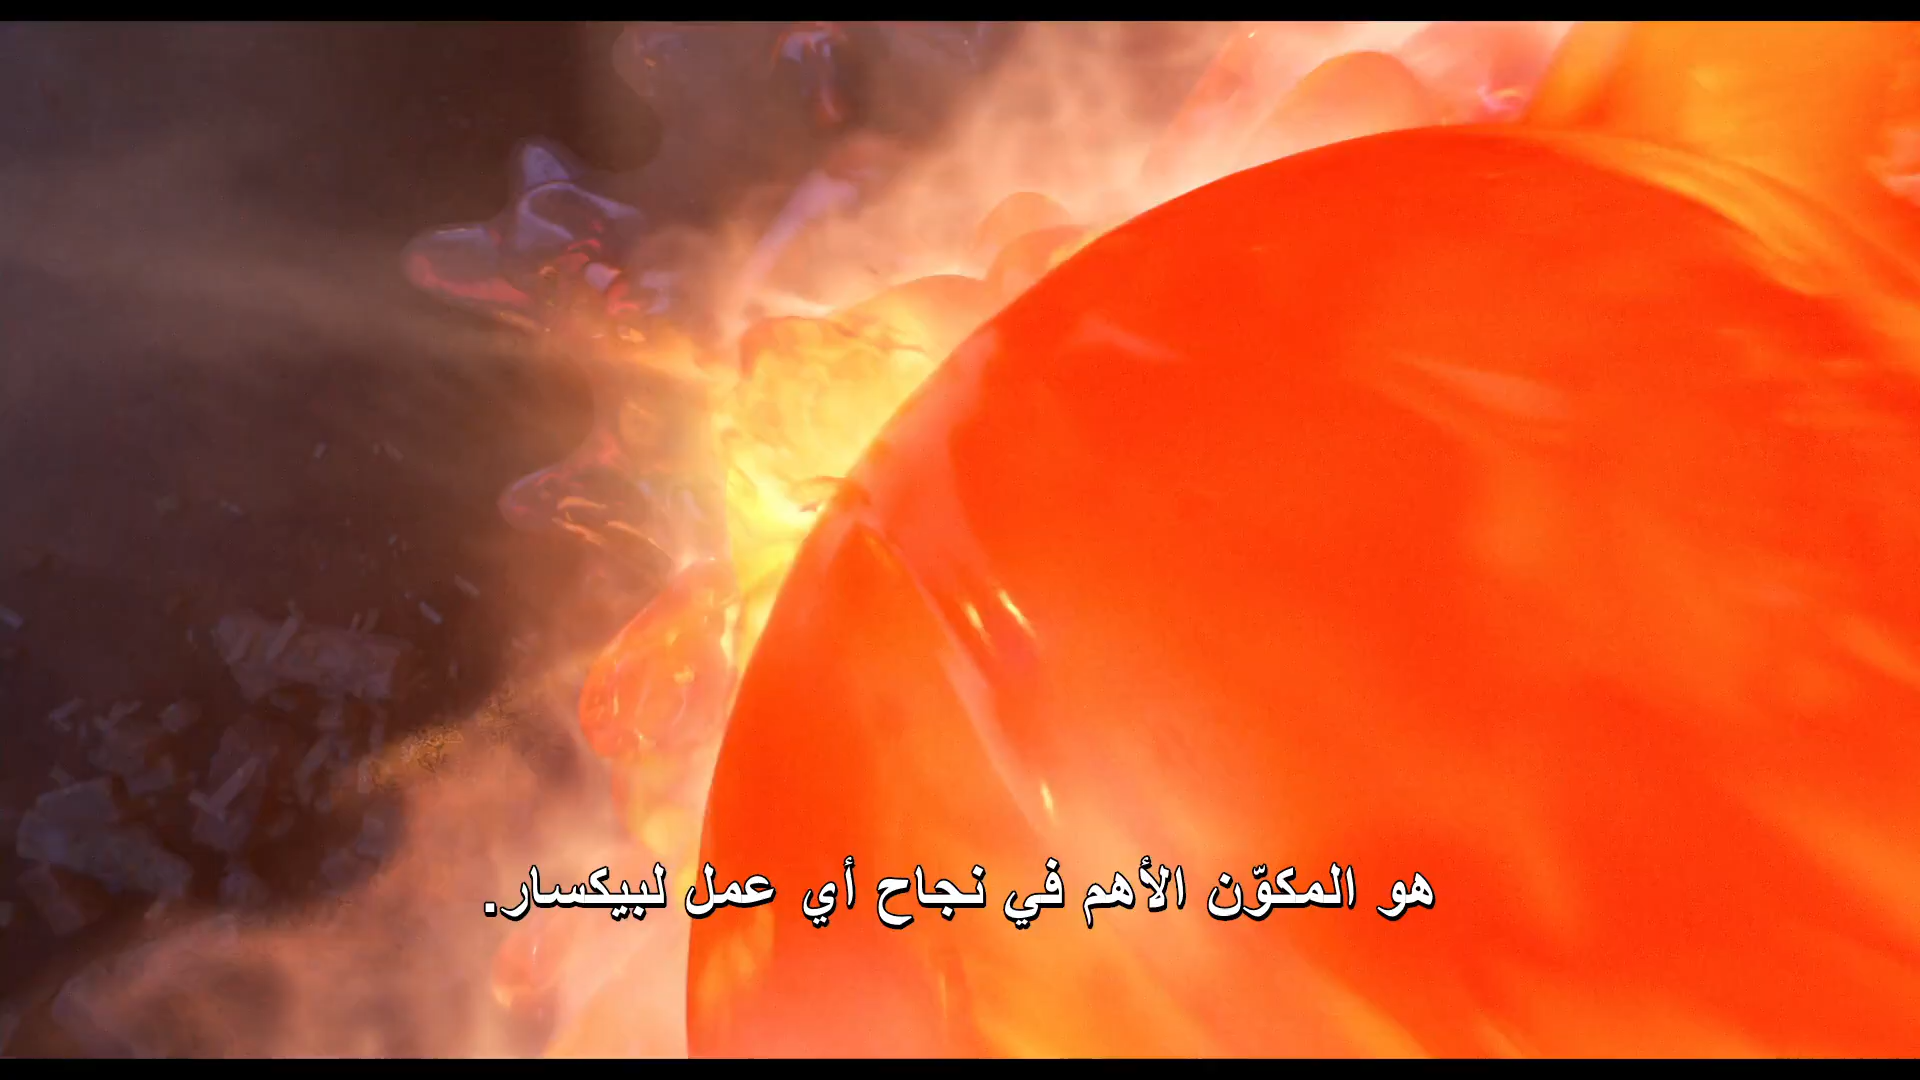 هو المكوّن الأهم في نجاح أي عمل لبيكسار.